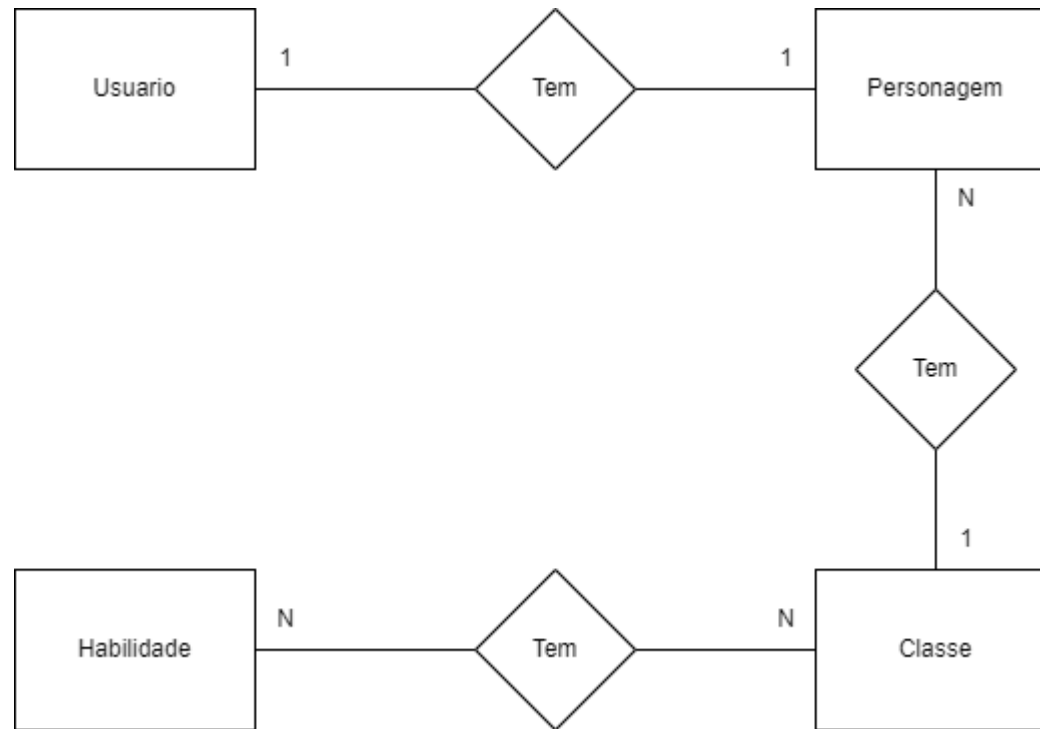 Usuario
1
Tem
1
Personagem
N
Tem
1
Habilidade
N
Tem
N
Classe